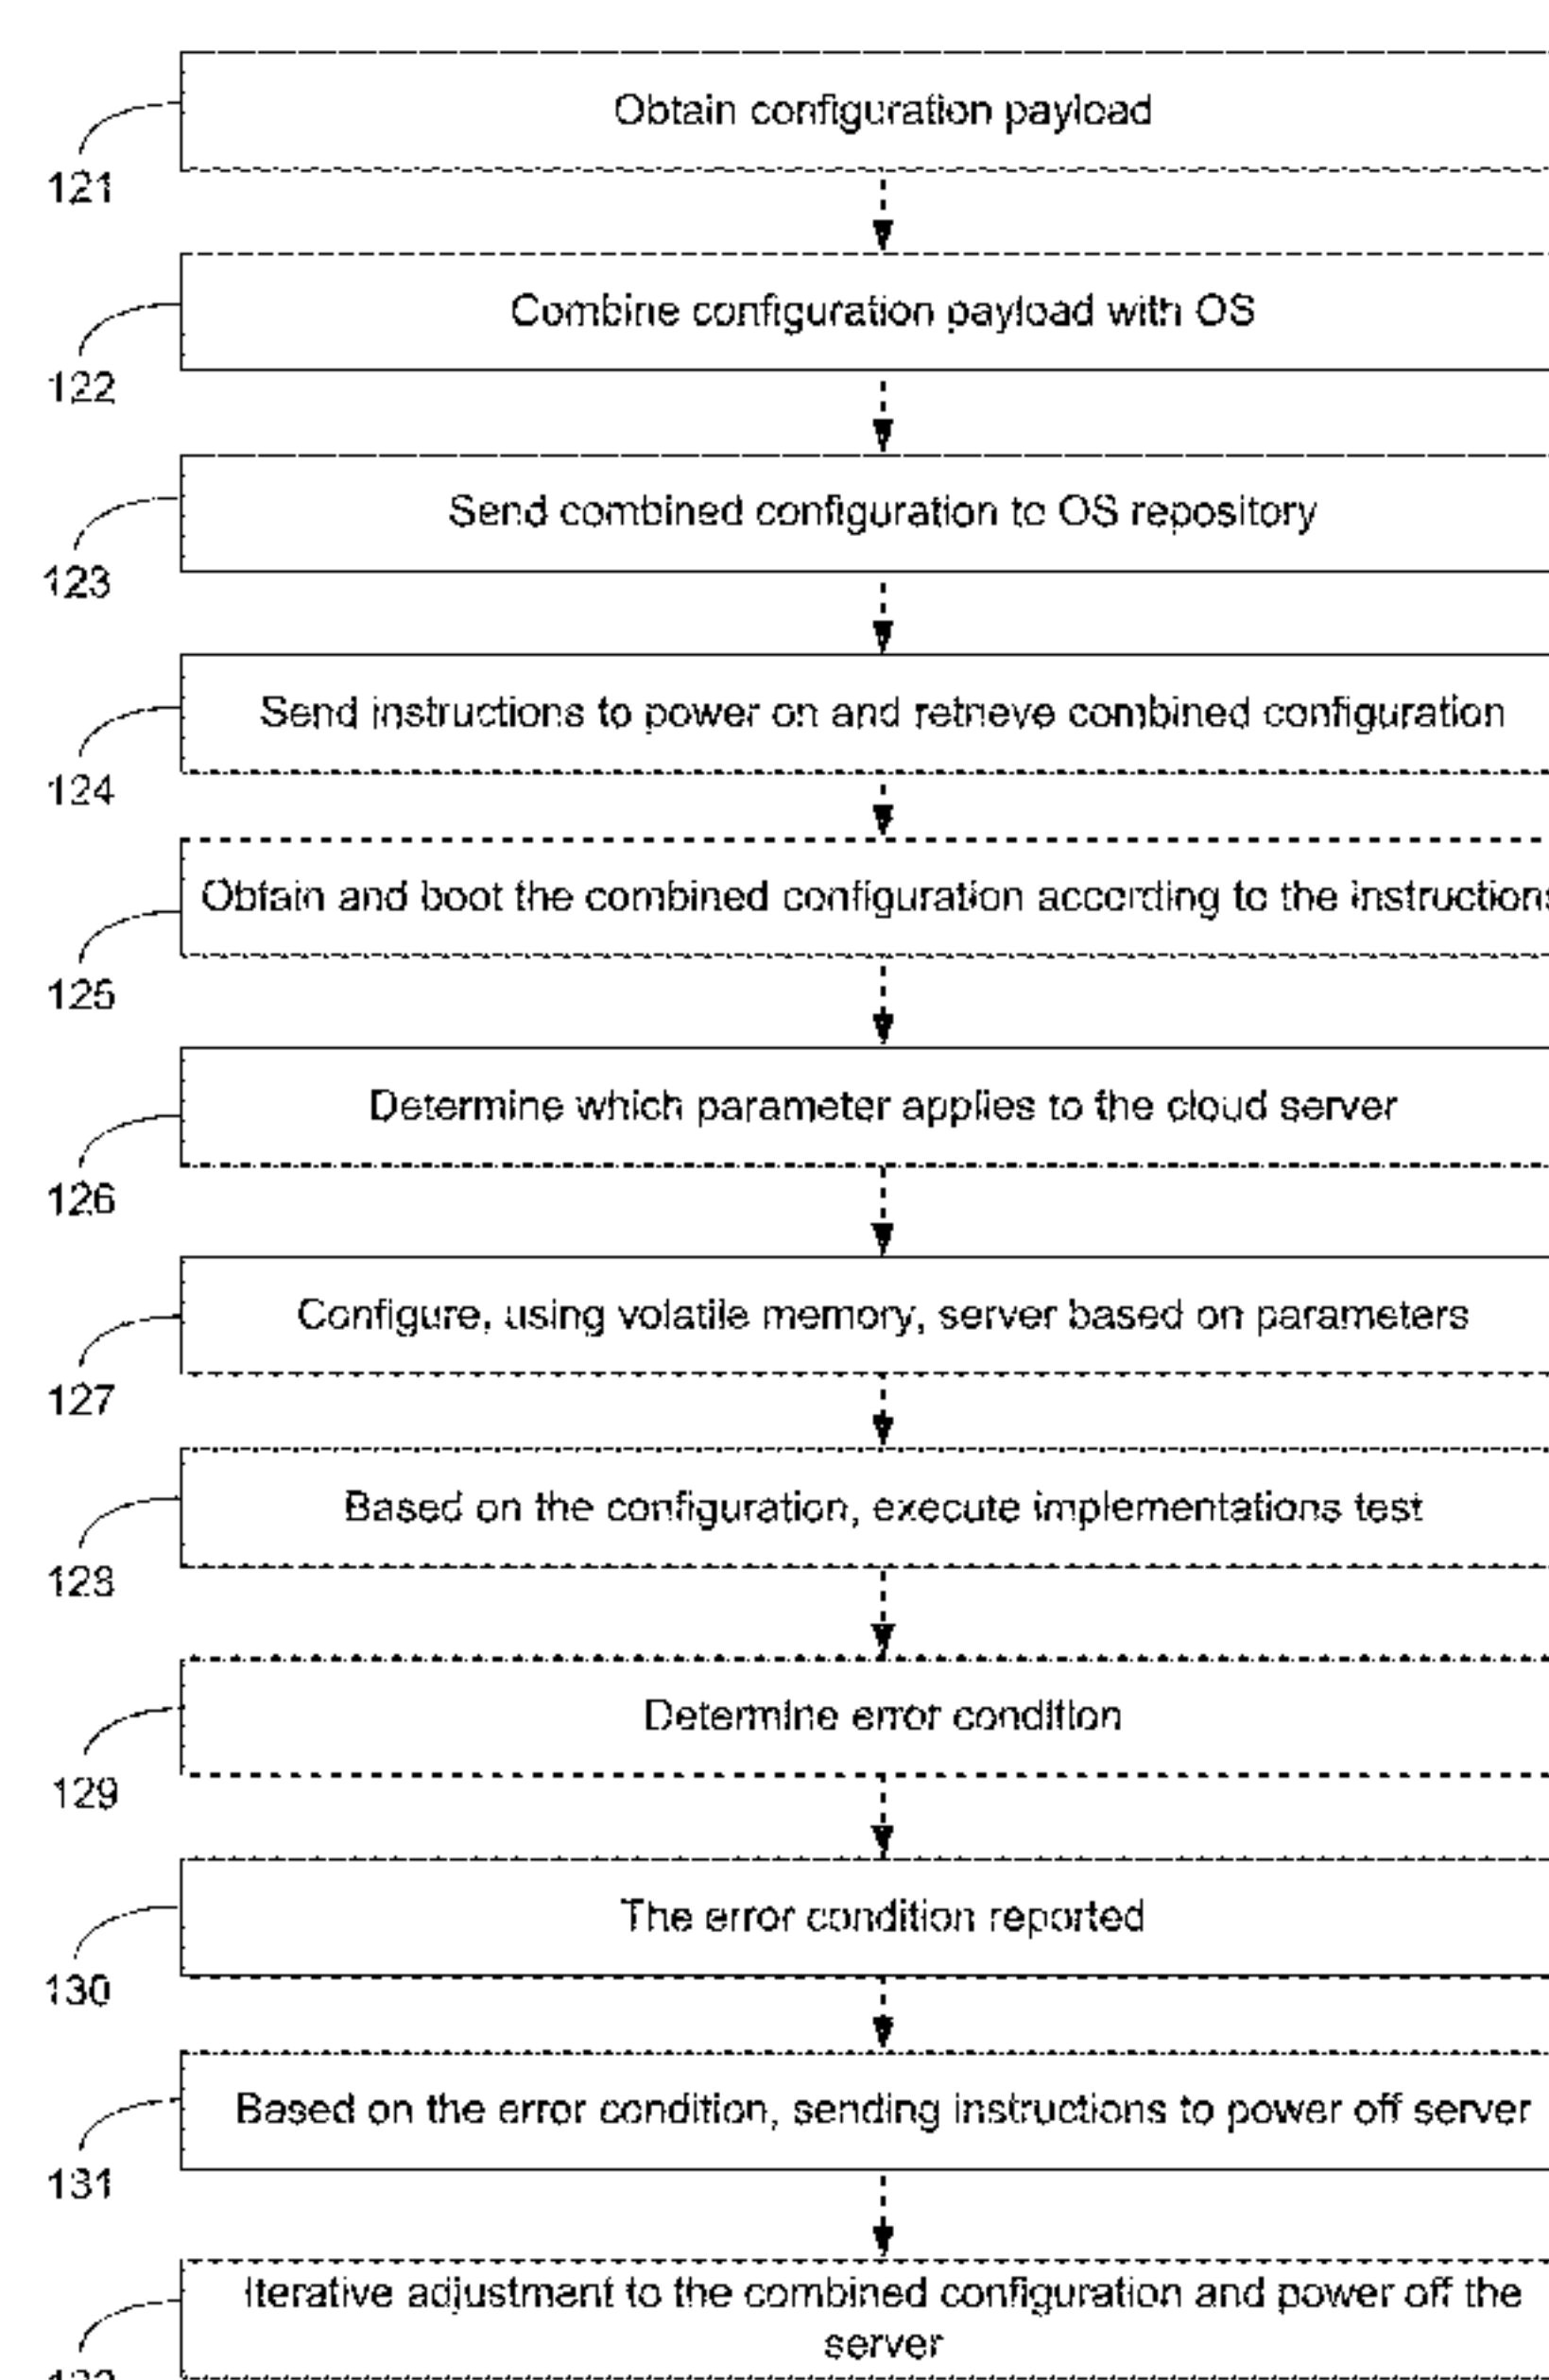 Obtain configuration payload
121
Combine configuration payload with OS
122
Send combined configuration to OS repository
123
Send instructions to power on and retrieve combined configuration
124
Obtain and boot the combined configuration according to the instructions
125
Determine which parameter applies to the cloud server
126
Configure, using volatile memory, server based on parameters
127
Based on the configuration, execute implementations test
128
Determine error condition
129
The error condition reported
130
Based on the error condition, sending instructions to power off server
131
Iterative adjustment to the combined configuration and power off the
server